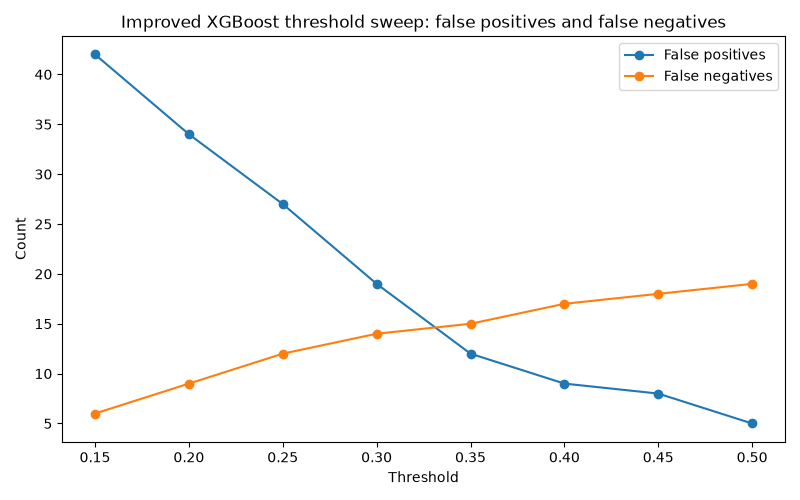 Improved XGBoost threshold sweep: false positives and false negatives
False positives
False negatives
40
35
30
25
20
15
10
5
Count
0.15 0.20 0.25 0.30 0.35 0.40 0.45 0.50
Threshold